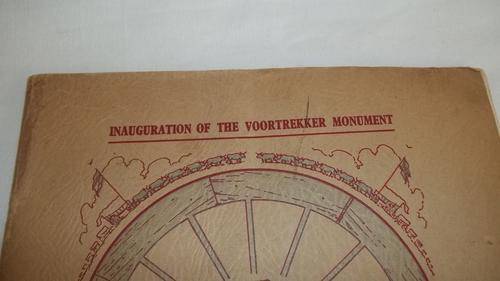 INAUGURATION OF THE VOORTREKKER MONUMENT